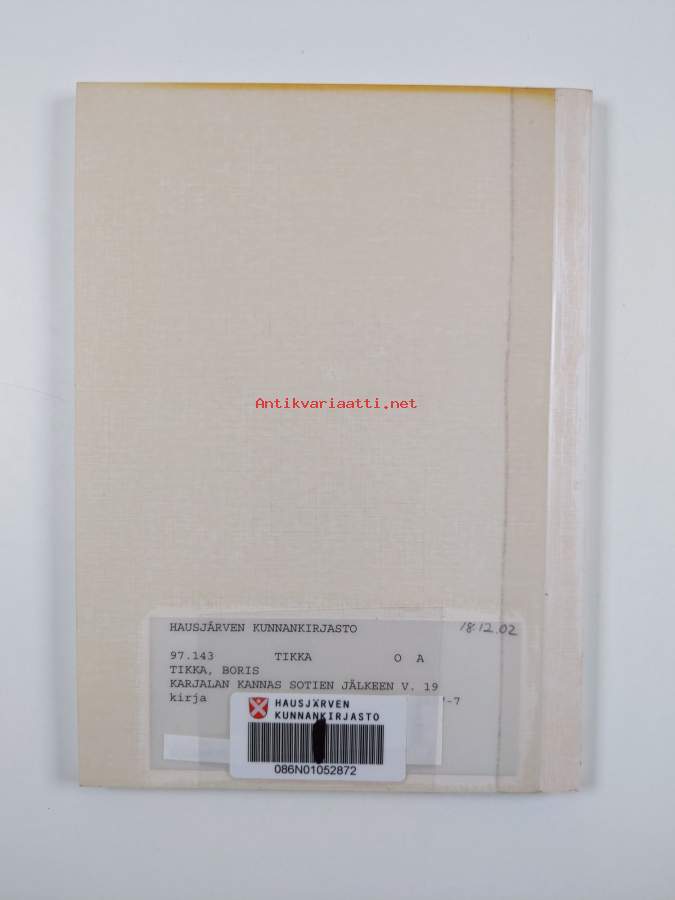 Antikvariaatti.net
HAUSJÄRVEN KUNNANKIRJASTO 18.12.02
97.143 TIKKA O A
TIKKA, BORIS
KARJALAN KANNAS SOTIEN JÄLKEEN V. 19
kirja -7
HAUSJÄRVEN
KUNNANKIRJASTO
086N01052872